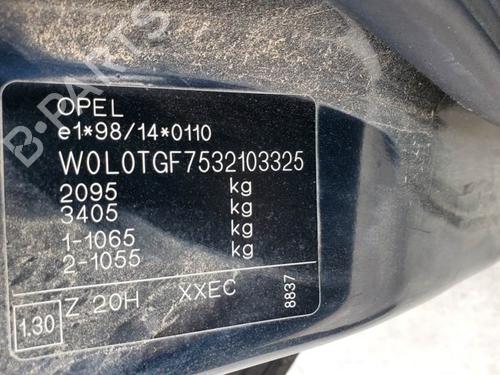 OPEL
e1*98/14*0110
W0L0TGF7532103325
2095 kg
3405 kg
1-1065 kg
2-1055 kg
Z 20H XXEC
8837
1.30
B-PARTS